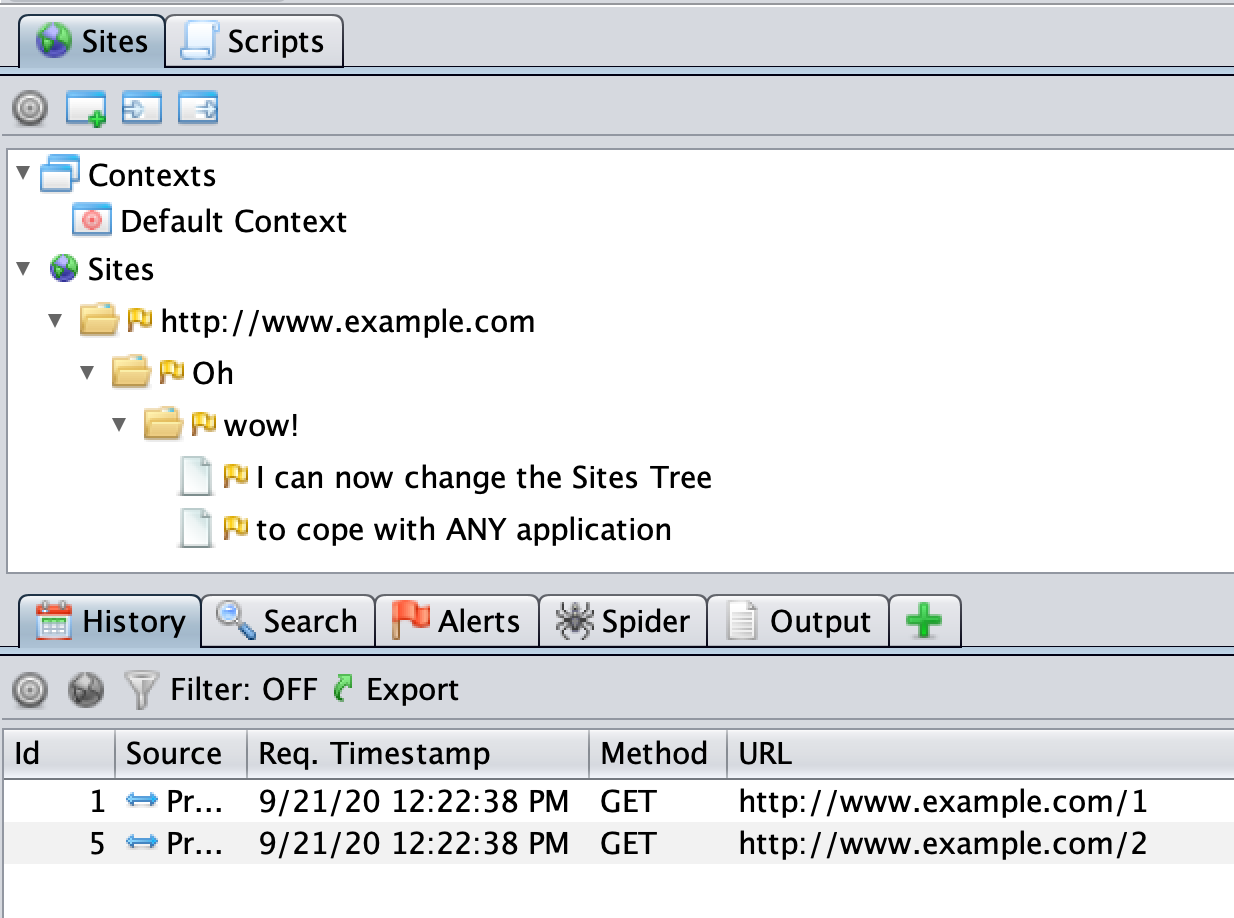 Sites Scripts
Contexts
Default Context
Sites
http://www.example.com
Oh
wow!
I can now change the Sites Tree
to cope with ANY application
History Search Alerts Spider Output
Filter: OFF Export
Id Source Req. Timestamp Method URL
1 Pr... 9/21/20 12:22:38 PM GET http://www.example.com/1
5 Pr... 9/21/20 12:22:38 PM GET http://www.example.com/2